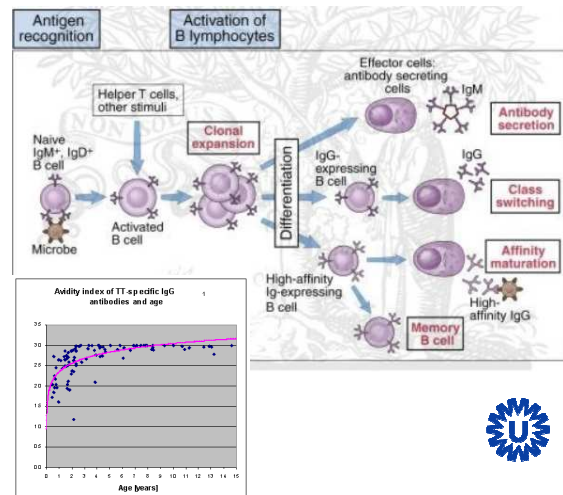 Antigen
recognition
Activation of
B lymphocytes
Helper T cells,
other stimuli
Naive
IgM+, IgD+
B cell
Microbe
Activated
B cell
Clonal
expansion
Differentiation
Effector cells:
antibody secreting
cells
IgM
Antibody
secretion
IgG-
expressing
B cell
IgG
Class
switching
High-affinity
Ig-expressing
B cell
Affinity
maturation
High-
affinity IgG
Memory
B cell
Avidity index of TT-specific IgG
antibodies and age
1
3.5
3.0
2.5
2.0
1.5
1.0
0.5
0.0
0 1 2 3 4 5 6 7 8 9 10 11 12 13 14 15
Age [years]
U